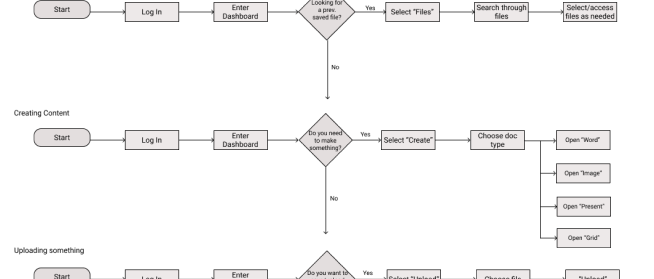 Looking for
a prev.
saved file?
Start
Log In
Enter
Dashboard
Yes
Select "Files"
Search through
files
Select/access
files as needed
No
Creating Content
Start
Log In
Enter
Dashboard
Do you need
to make
something?
Yes
Select "Create"
Choose doc
type
Open "Word"
Open "Image"
Open "Present"
Open "Grid"
No
Uploading something
Start
Log In
Enter
Do you want to
Yes
Select "Upload"
Choose file
"Upload"